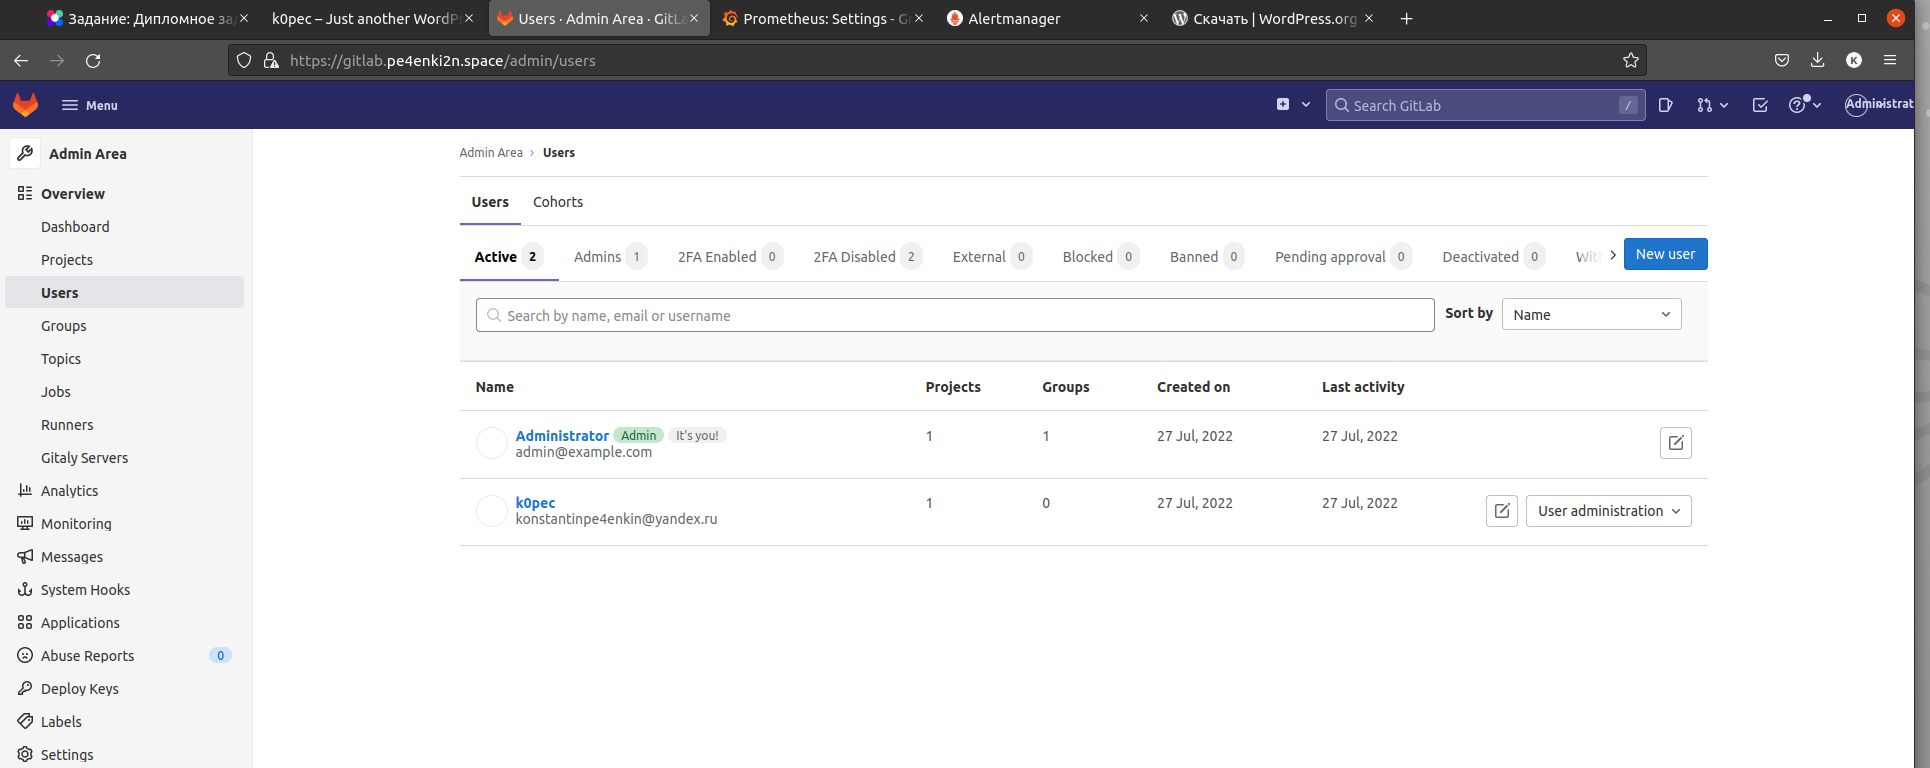 Задание: Дипломное зад
k0pec – Just another WordP
Users · Admin Area · GitLa
Prometheus: Settings - G
Alertmanager
Скачать | WordPress.org
https://gitlab.pe4enki2n.space/admin/users
K
Menu
Search GitLab
/
Administrat
Admin Area
Overview
Dashboard
Projects
Users
Groups
Topics
Jobs
Runners
Gitaly Servers
Analytics
Monitoring
Messages
System Hooks
Applications
Abuse Reports 0
Deploy Keys
Labels
Settings
Admin Area › Users
Users Cohorts
Active 2 Admins 1 2FA Enabled 0 2FA Disabled 2 External 0 Blocked 0 Banned 0 Pending approval 0 Deactivated 0 Wit New user
Search by name, email or username Sort by Name
Name Projects Groups Created on Last activity
Administrator Admin It's you! 1 1 27 Jul, 2022 27 Jul, 2022
admin@example.com
k0pec 1 0 27 Jul, 2022 27 Jul, 2022 User administration
konstantinpe4enkin@yandex.ru